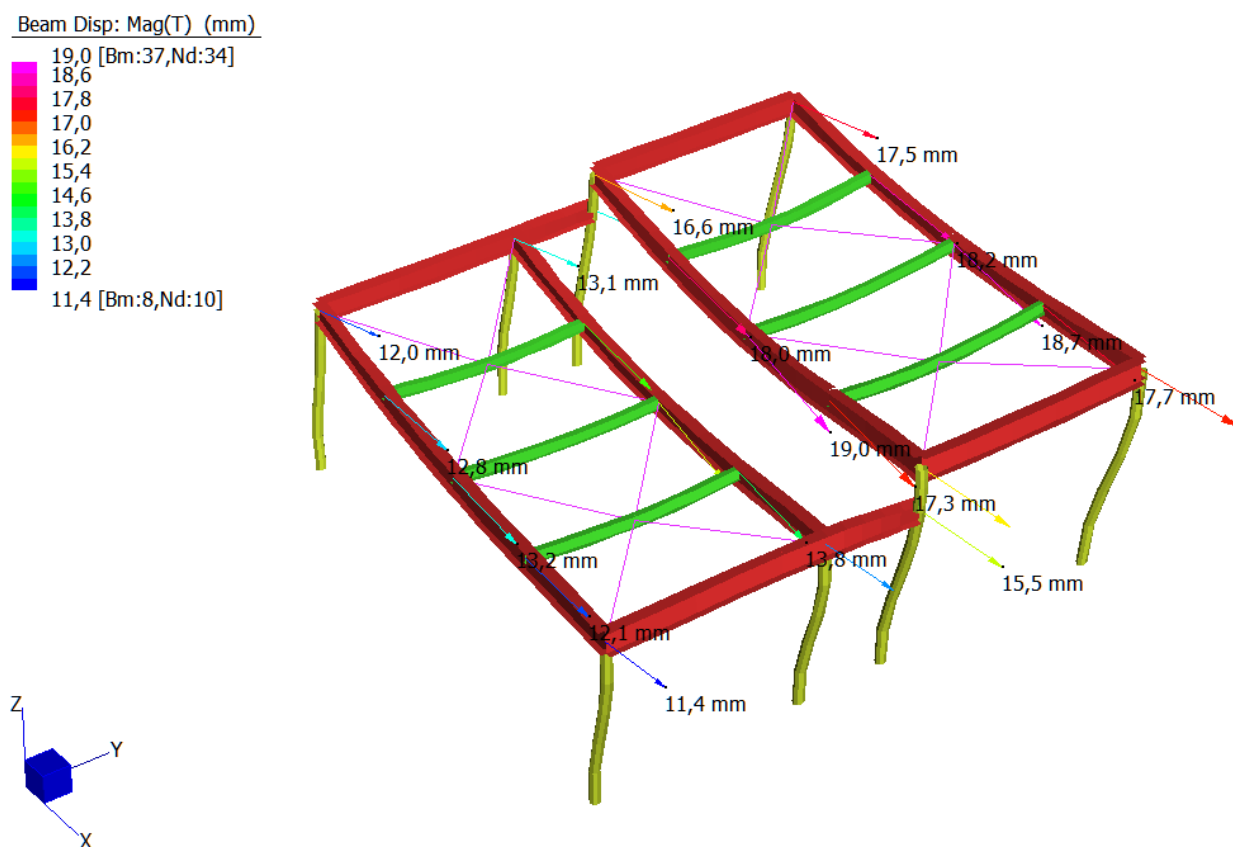 Beam Disp: Mag(T) (mm)
19,0 [Bm:37,Nd:34]
18,6
17,8
17,0
16,2
15,4
14,6
13,8
13,0
12,2
11,4 [Bm:8,Nd:10]
17,5 mm
16,6 mm
18,2 mm
13,1 mm
18,7 mm
12,0 mm
18,0 mm
17,7 mm
19,0 mm
12,8 mm
17,3 mm
13,2 mm
13,8 mm
15,5 mm
12,1 mm
11,4 mm
Z
Y
X